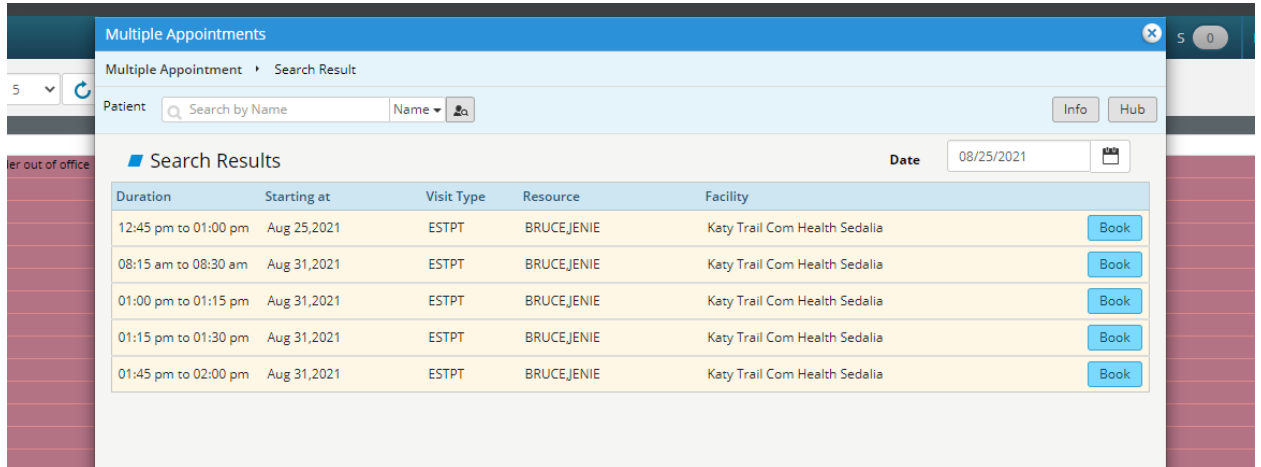 Multiple Appointments
S 0
Multiple Appointment Search Result
5
Patient Search by Name Name Info Hub
ler out of office
Search Results Date 08/25/2021
Duration Starting at Visit Type Resource Facility
12:45 pm to 01:00 pm Aug 25,2021 ESTPT BRUCE,JENIE Katy Trail Com Health Sedalia Book
08:15 am to 08:30 am Aug 31,2021 ESTPT BRUCE,JENIE Katy Trail Com Health Sedalia Book
01:00 pm to 01:15 pm Aug 31,2021 ESTPT BRUCE,JENIE Katy Trail Com Health Sedalia Book
01:15 pm to 01:30 pm Aug 31,2021 ESTPT BRUCE,JENIE Katy Trail Com Health Sedalia Book
01:45 pm to 02:00 pm Aug 31,2021 ESTPT BRUCE,JENIE Katy Trail Com Health Sedalia Book